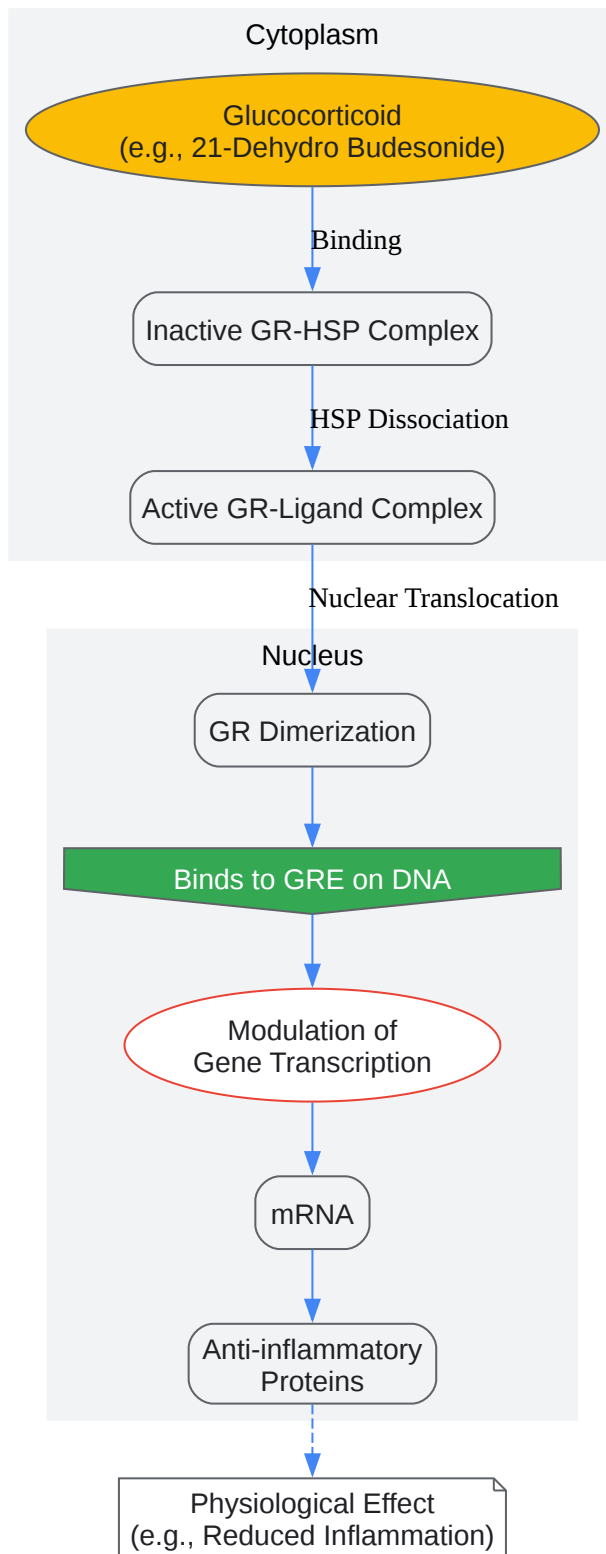 Cytoplasm
Glucocorticoid
(e.g., 21-Dehydro Budesonide)
Binding
Inactive GR-HSP Complex
HSP Dissociation
Active GR-Ligand Complex
Nuclear Translocation
Nucleus
GR Dimerization
Binds to GRE on DNA
Modulation of
Gene Transcription
mRNA
Anti-inflammatory
Proteins
Physiological Effect
(e.g., Reduced Inflammation)